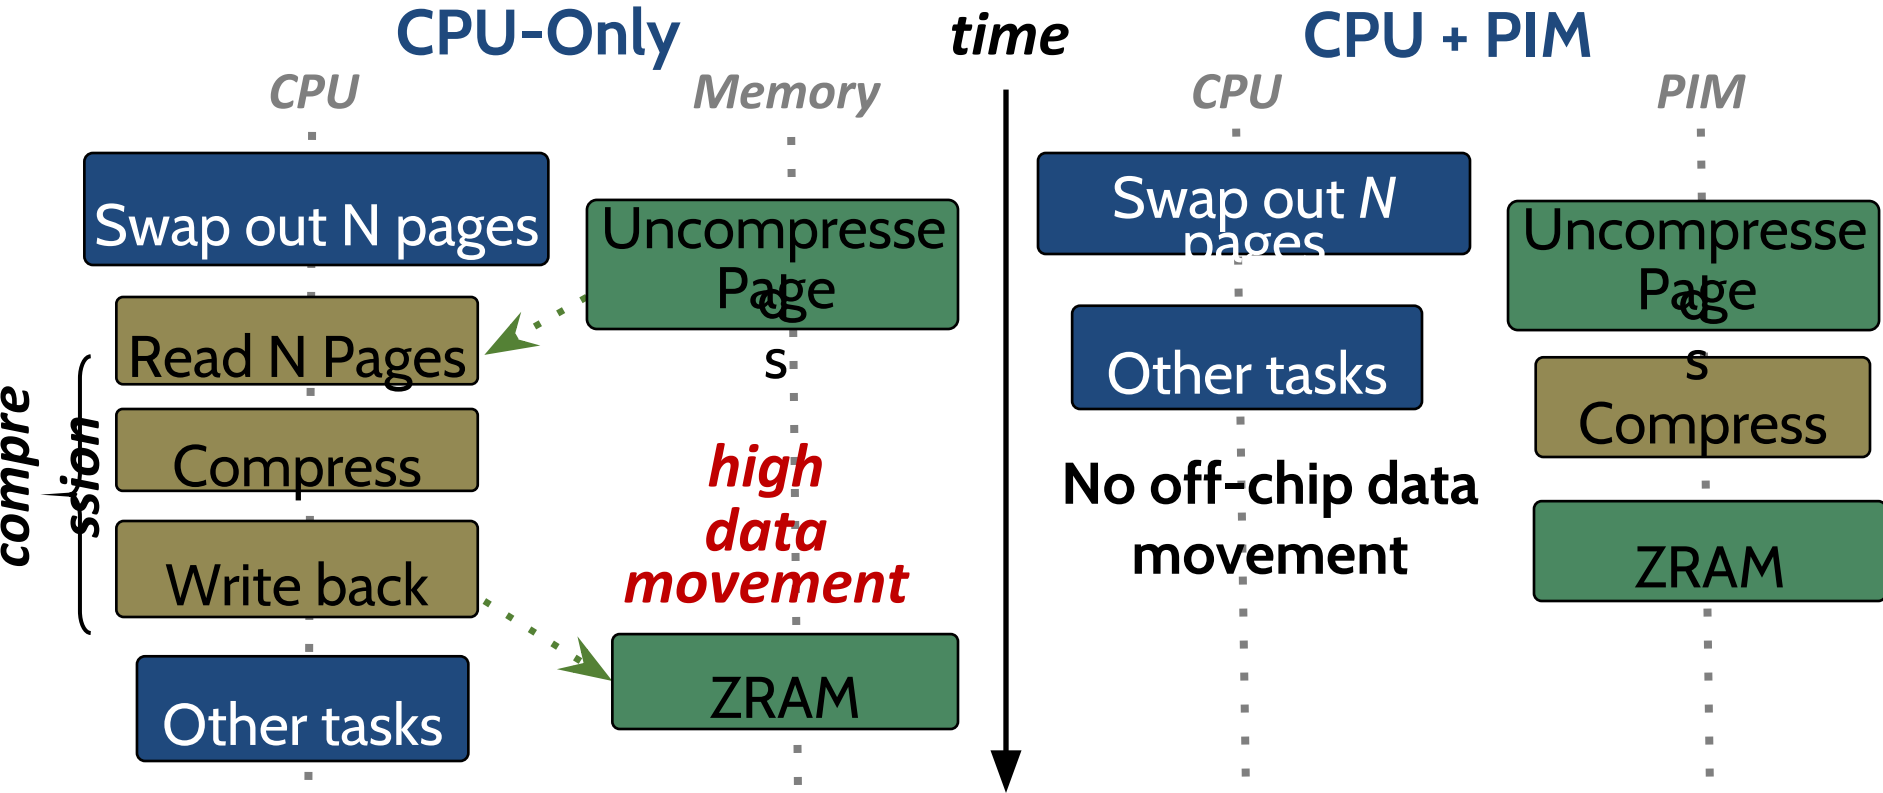 CPU-Only
time
CPU + PIM
CPU
Memory
CPU
PIM
Swap out N pages
Uncompresse
d
Page
s
Read N Pages
Compress
Write back
compre
ssion
Other tasks
high
data
movement
ZRAM
Swap out N
pages
Other tasks
No off-chip data
movement
Uncompresse
d
Page
s
Compress
ZRAM